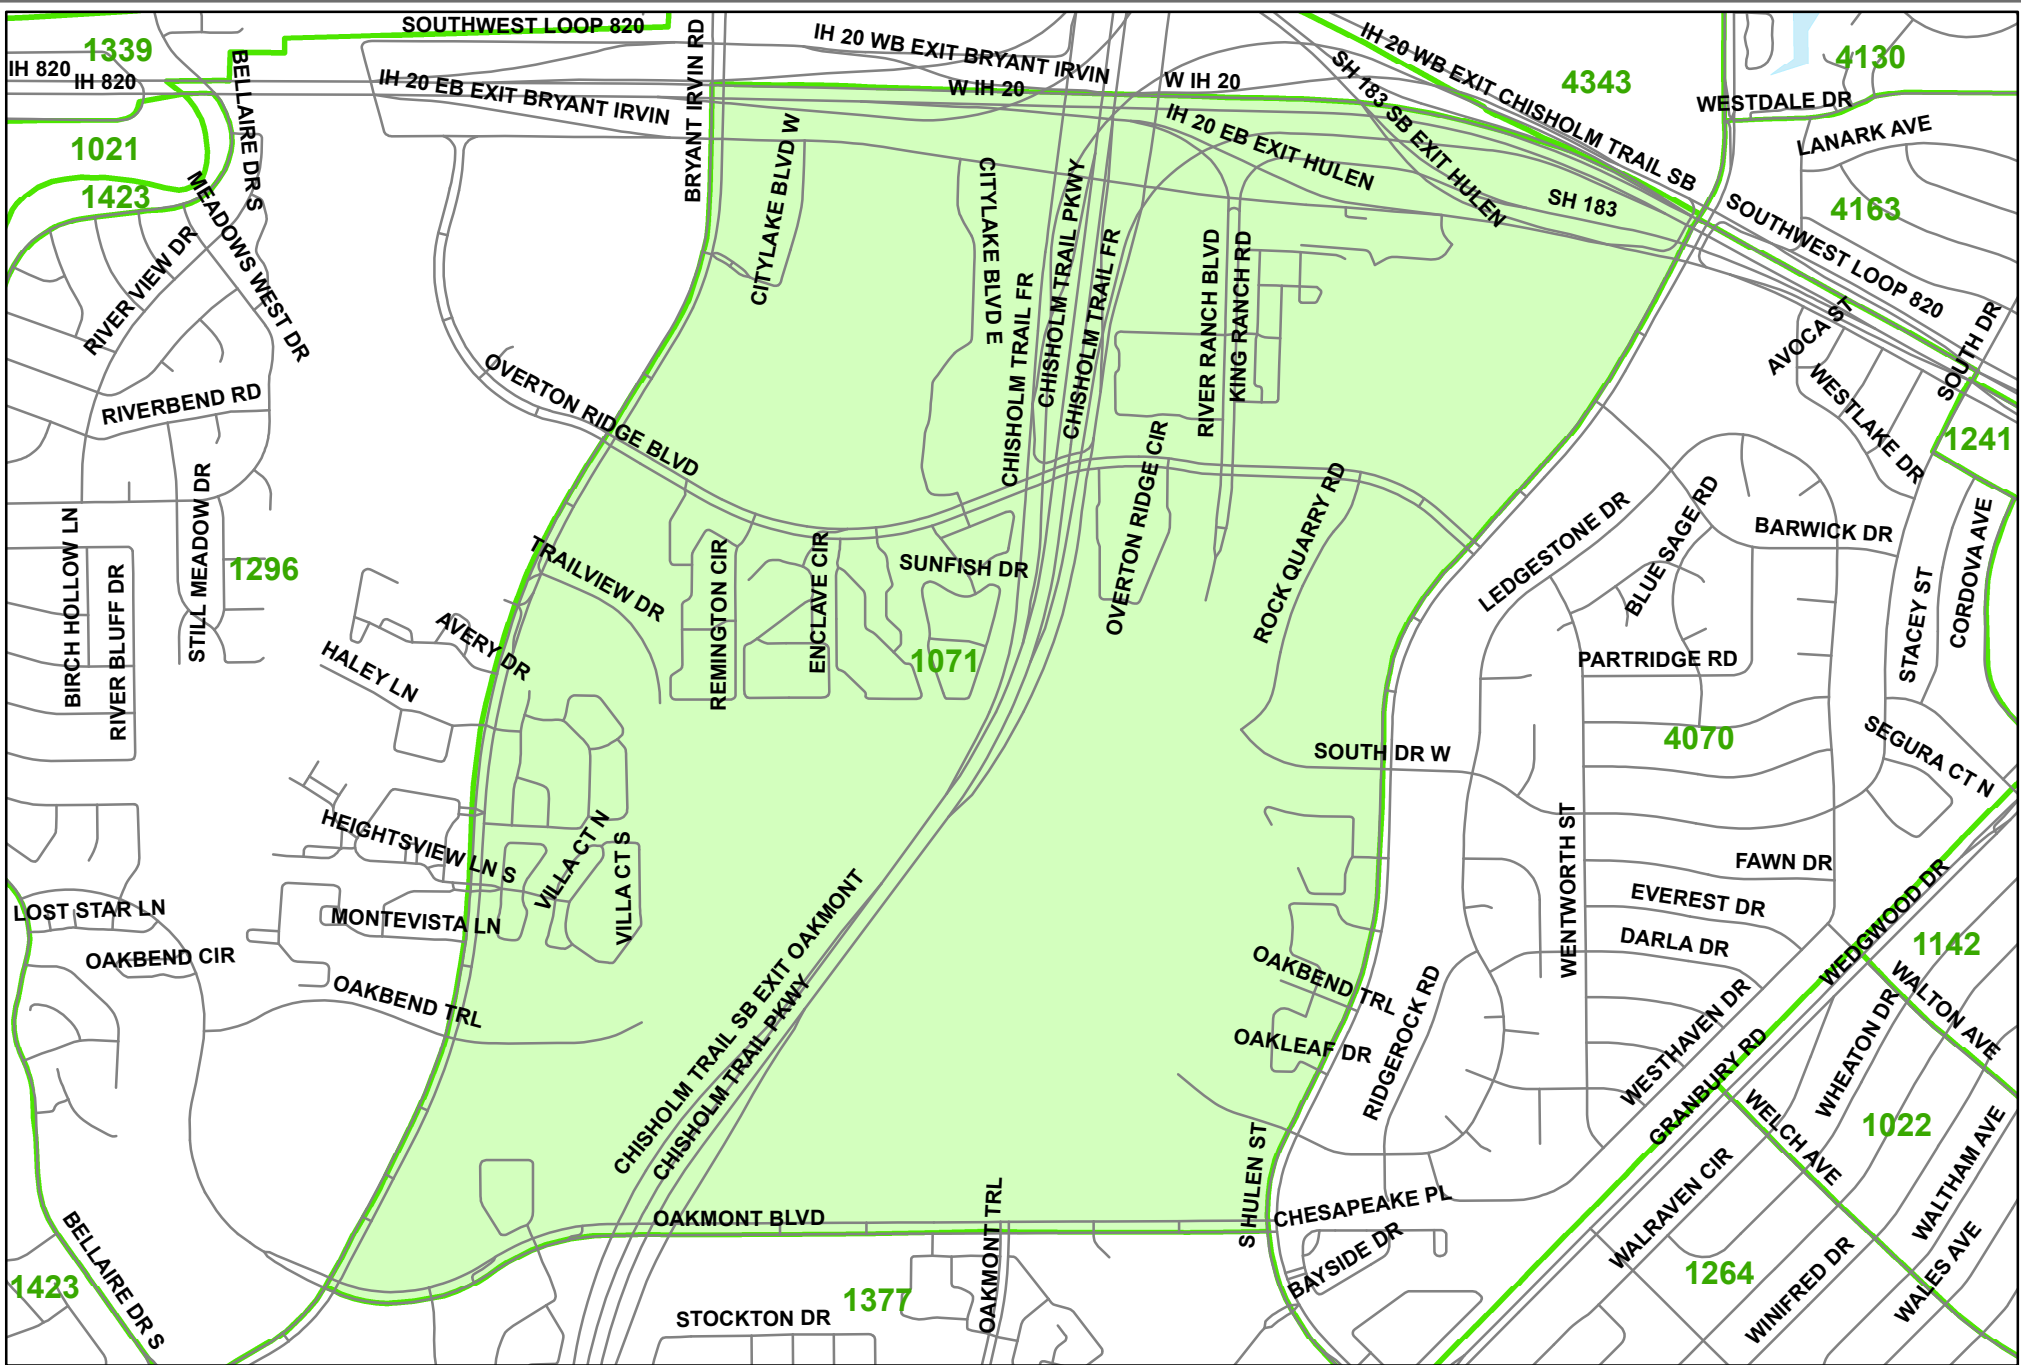 SOUTHWEST LOOP 820
1339
IH 820
IH 820
BELLAIRE DR S
IH 20 EB EXIT BRYANT IRVIN
BRYANT IRVIN RD
IH 20 WB EXIT BRYANT IRVIN
W IH 20
W IH 20
IH 20 WB EXIT CHISHOLM TRAIL SB
SH 183 SB EXIT HULEN
IH 20 EB EXIT HULEN
SH 183
4343
4130
WESTDALE DR
LANARK AVE
4163
SOUTHWEST LOOP 820
1021
1423
MEADOWS WEST DR
RIVER VIEW DR
RIVERBEND RD
CITYLAKE BLVD W
CITYLAKE BLVD E
CHISHOLM TRAIL FR
CHISHOLM TRAIL PKWY
CHISHOLM TRAIL FR
RIVER RANCH BLVD
KING RANCH RD
AVOCA ST
SOUTH DR
WESTLAKE DR
1241
OVERTON RIDGE BLVD
OVERTON RIDGE CIR
ROCK QUARRY RD
LEDGESTONE DR
BLUE SAGE RD
BARWICK DR
CORDOVA AVE
STACEY ST
STILL MEADOW DR
BIRCH HOLLOW LN
RIVER BLUFF DR
1296
TRAILVIEW DR
REMINGTON CIR
ENCLAVE CIR
SUNFISH DR
1071
AVERY DR
HALEY LN
PARTRIDGE RD
4070
SEGURA CT N
SOUTH DR W
HEIGHTSVIEW LN S
VILLA CT N
VILLA CT S
MONTEVISTA LN
LOST STAR LN
OAKBEND CIR
OAKBEND TRL
WENTWORTH ST
FAWN DR
EVEREST DR
DARLA DR
WEDGWOOD DR
1142
WALTON AVE
WHEATON DR
WESTHAVEN DR
GRANBURY RD
OAKBEND TRL
OAKLEAF DR
RIDGEROCK RD
CHISHOLM TRAIL SB EXIT OAKMONT
CHISHOLM TRAIL PKWY
WELCH AVE
1022
WALTHAM AVE
WALRAVEN CIR
S HULEN ST
CHESAPEAKE PL
BAYSIDE DR
OAKMONT BLVD
OAKMONT TRL
1377
STOCKTON DR
1264
WINIFRED DR
WALES AVE
BELLAIRE DR S
1423